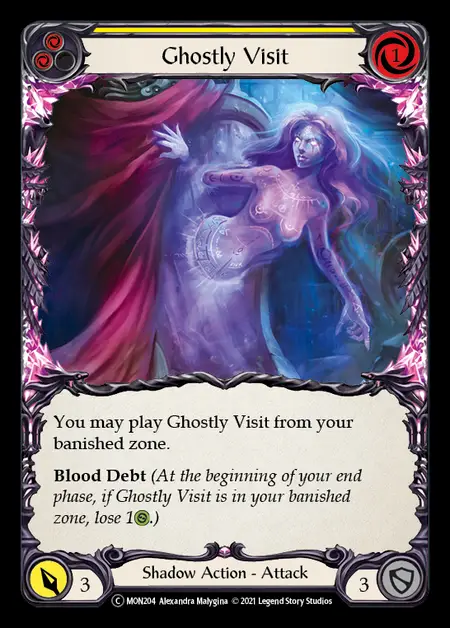 Ghostly Visit
1
You may play Ghostly Visit from your
banished zone.
Blood Debt (At the beginning of your end
phase, if Ghostly Visit is in your banished
zone, lose 1.)
3
Shadow Action - Attack
3
C MON204 Alexandra Malygina © 2021 Legend Story Studios